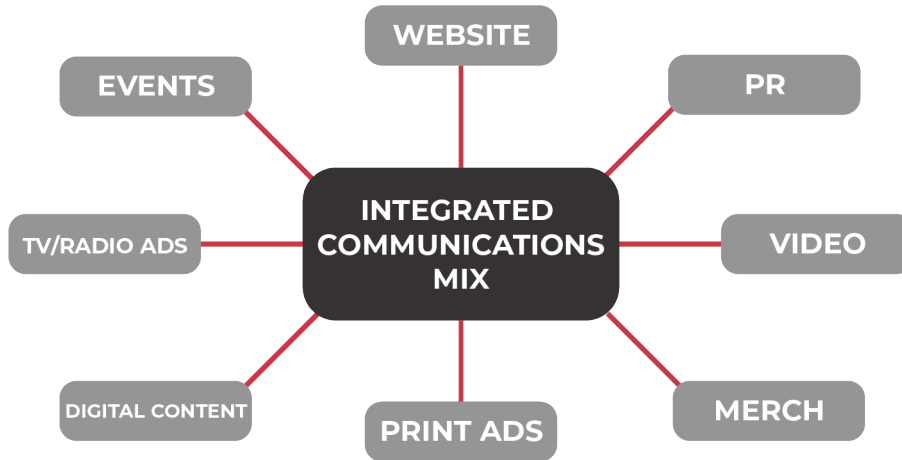 WEBSITE
EVENTS
PR
INTEGRATED
COMMUNICATIONS
MIX
TV/RADIO ADS
VIDEO
DIGITAL CONTENT
PRINT ADS
MERCH